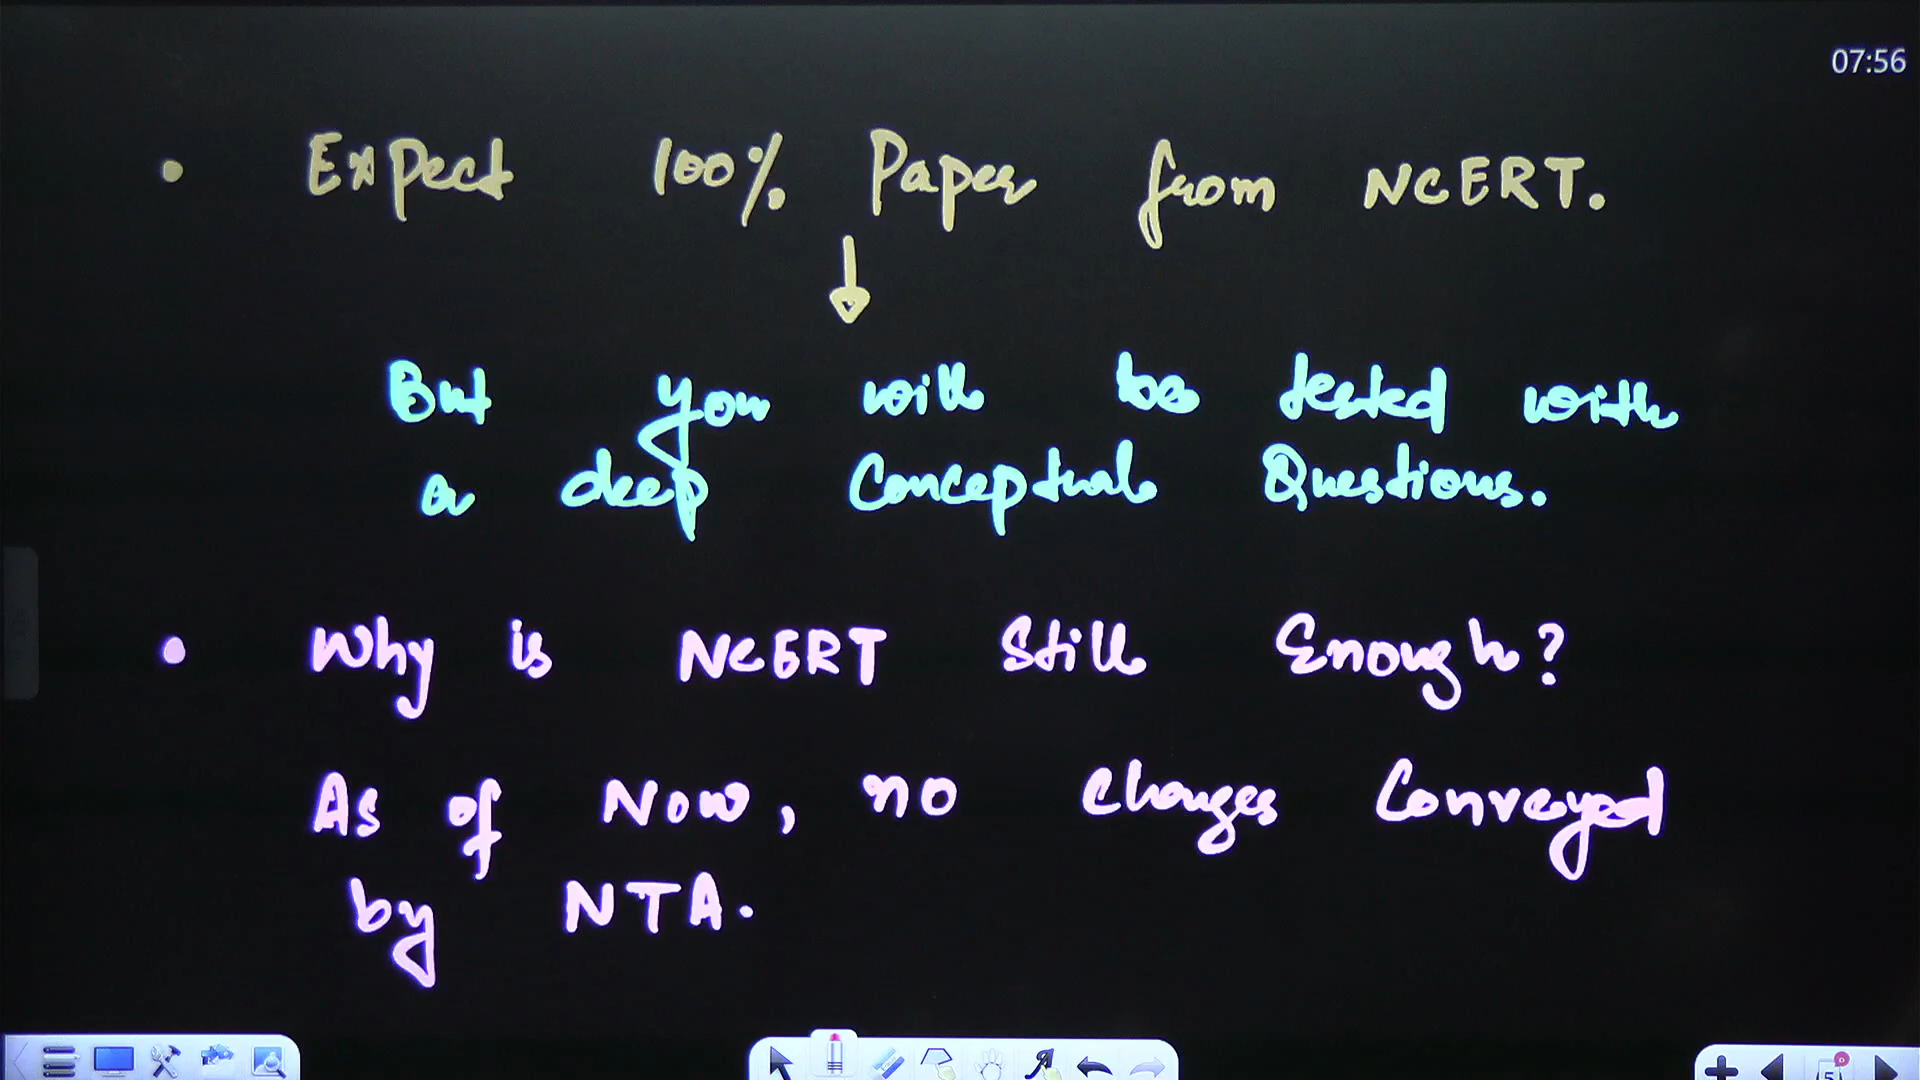 07:56
• Expect 100% Paper from NCERT.
↓
But you will be tested with
a deep Conceptual Questions.
• Why is NCERT Still Enough?
As of Now, no changes Conveyed
by NTA.
5